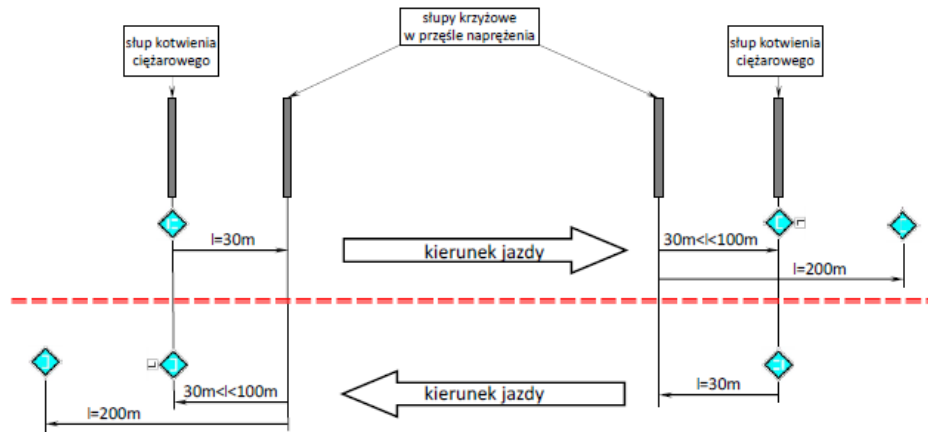 słupy krzyżowe
w przęśle naprężenia
słup kotwienia
ciężarowego
słup kotwienia
ciężarowego
l=30m
kierunek jazdy
30m<l<100m
l=200m
30m<l<100m
l=200m
kierunek jazdy
l=30m